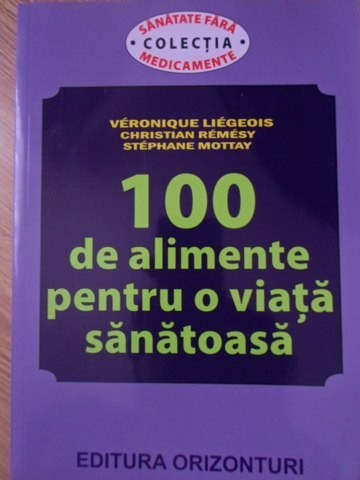 SĂNĂTATE FĂRĂ
• COLECȚIA •
MEDICAMENTE
VÉRONIQUE LIÉGEOIS
CHRISTIAN RÉMÉSY
STÉPHANE MOTTAY
100
de alimente
pentru o viață
sănătoasă
EDITURA ORIZONTURI